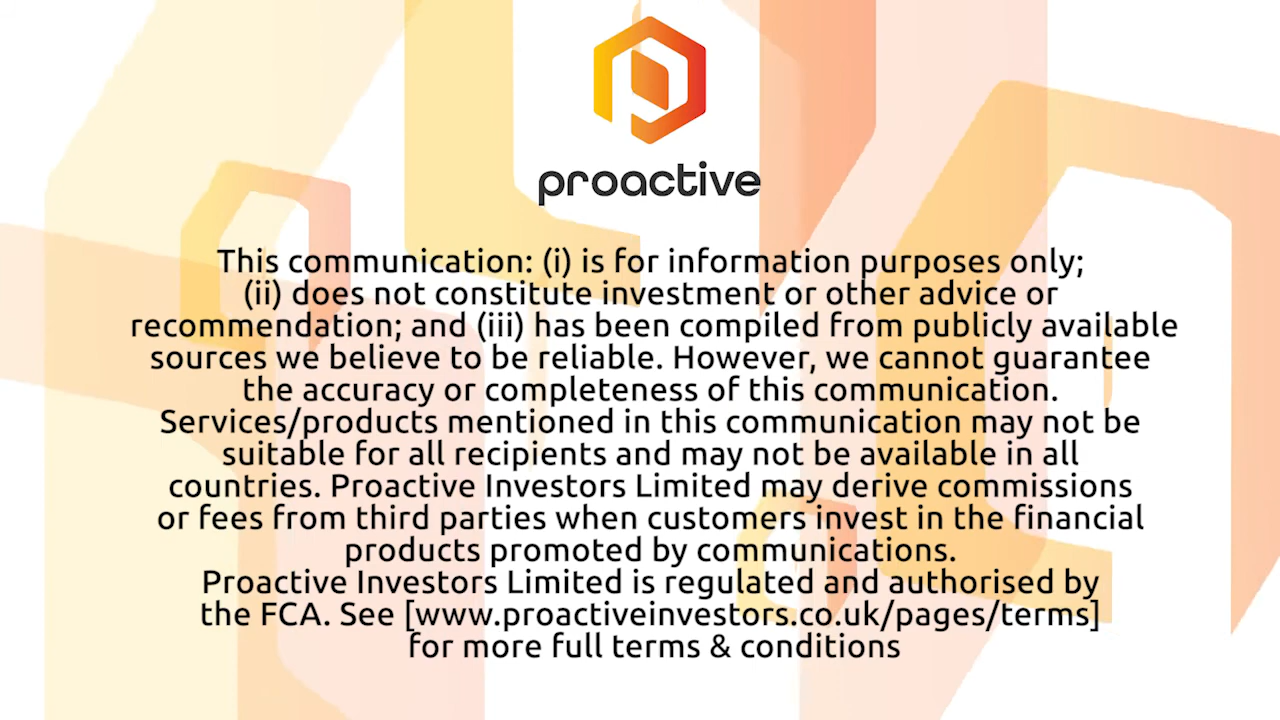 proactive
This communication: (i) is for information purposes only;
(ii) does not constitute investment or other advice or
recommendation; and (iii) has been compiled from publicly available
sources we believe to be reliable. However, we cannot guarantee
the accuracy or completeness of this communication.
Services/products mentioned in this communication may not be
suitable for all recipients and may not be available in all
countries. Proactive Investors Limited may derive commissions
or fees from third parties when customers invest in the financial
products promoted by communications.
Proactive Investors Limited is regulated and authorised by
the FCA. See [www.proactiveinvestors.co.uk/pages/terms]
for more full terms & conditions